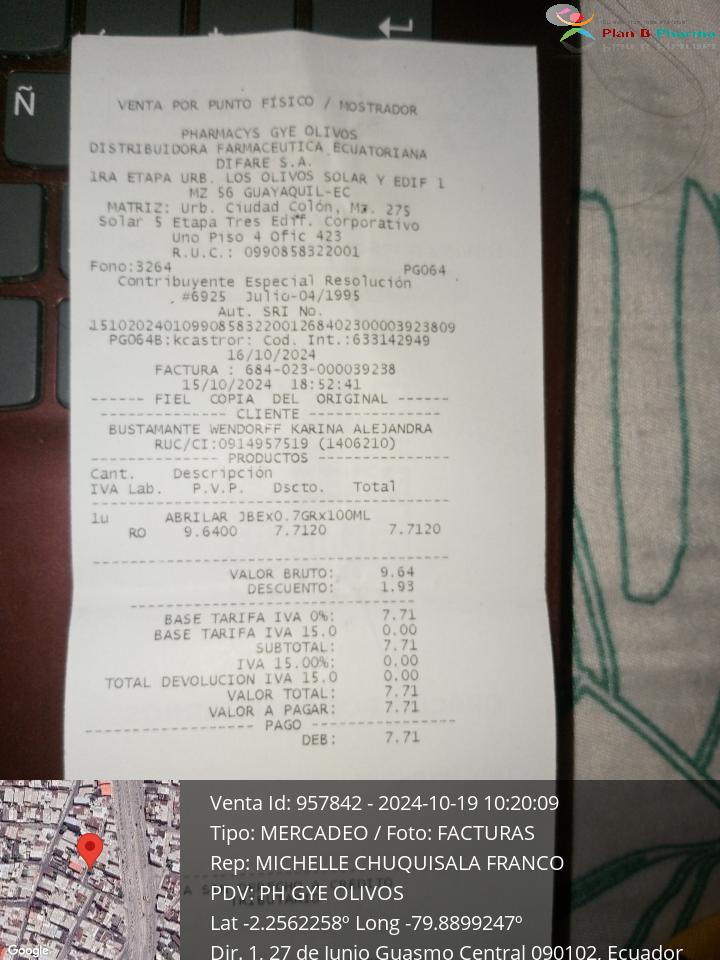 Ñ
Plan B Pharma
VENTA POR PUNTO FÍSICO / MOSTRADOR
PHARMACYS GYE OLIVOS
DISTRIBUIDORA FARMACEUTICA ECUATORIANA
DIFARE S.A.
1RA ETAPA URB. LOS OLIVOS SOLAR Y EDIF 1
MZ 56 GUAYAQUIL-EC
MATRIZ: Urb. Ciudad Colón, Mz. 275
Solar 5 Etapa Tres Edif. Corporativo
Uno Piso 4 Ofic 423
R.U.C.: 0990858322001
Fono:3264 PG064
Contribuyente Especial Resolución
#6925 Julio-04/1995
Aut. SRI No.
1510202401099085832200126840230000392380​9
PG064B:kcastror: Cod. Int.:633142949
16/10/2024
FACTURA : 684-023-000039238
15/10/2024 18:52:41
------ FIEL COPIA DEL ORIGINAL ------
-------------- CLIENTE --------------
BUSTAMANTE WENDORFF KARINA ALEJANDRA
RUC/CI:0914957519 (1406210)
-------------- PRODUCTOS --------------
Cant. Descripción
IVA Lab. P.V.P. Dscto. Total
1u ABRILAR JBEx0.7GRx100ML
RO 9.6400 7.7120 7.7120
VALOR BRUTO: 9.64
DESCUENTO: 1.93
BASE TARIFA IVA 0%: 7.71
BASE TARIFA IVA 15.0 0.00
SUBTOTAL: 7.71
IVA 15.00%: 0.00
TOTAL DEVOLUCION IVA 15.0 0.00
VALOR TOTAL: 7.71
VALOR A PAGAR: 7.71
------------------ PAGO ----------------
DEB: 7.71
Venta Id: 957842 - 2024-10-19 10:20:09
Tipo: MERCADEO / Foto: FACTURAS
Rep: MICHELLE CHUQUISALA FRANCO
PDV: PH GYE OLIVOS
Lat -2.2562258º Long -79.8899247º
Dir. 1, 27 de Junio Guasmo Central 090102, Ecuador
Google